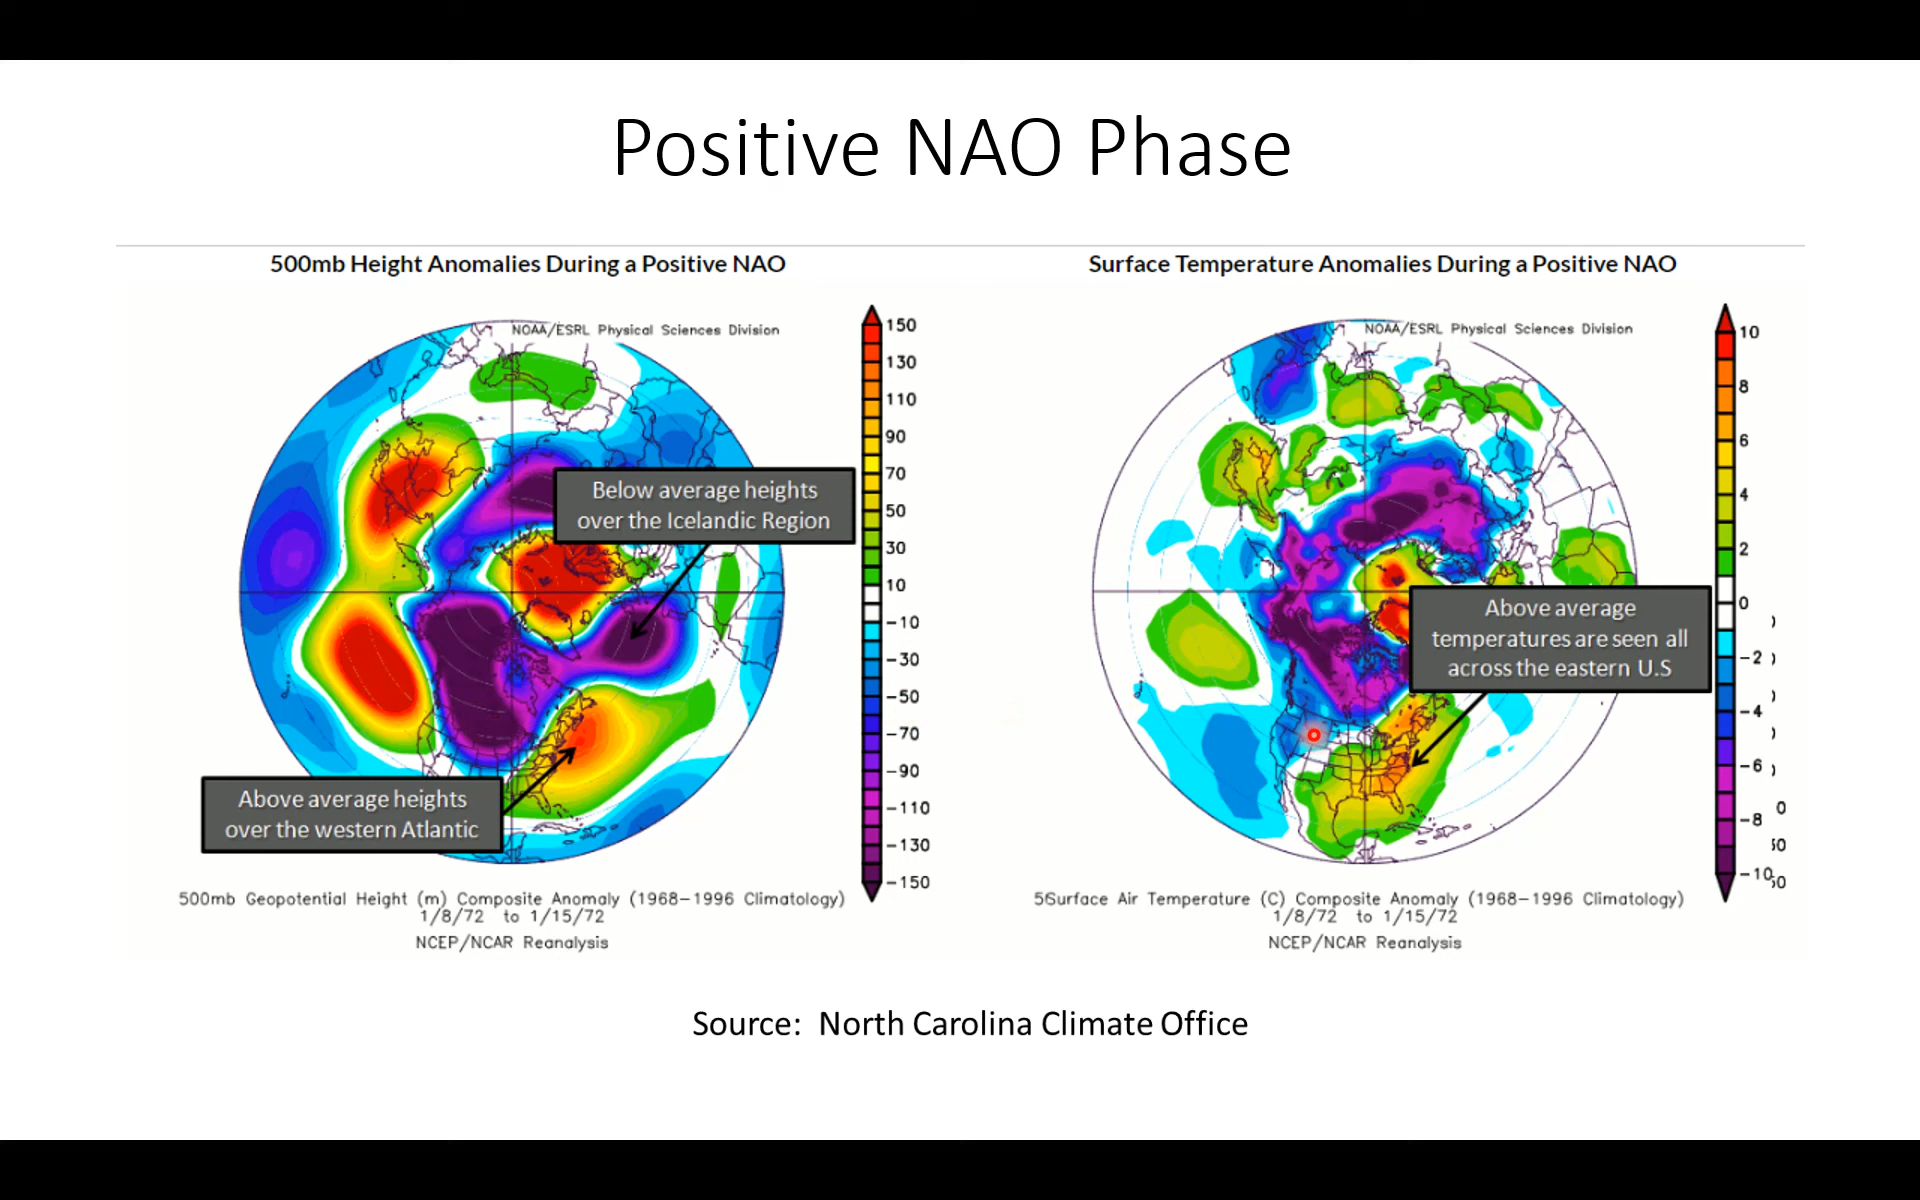 Positive NAO Phase
500mb Height Anomalies During a Positive NAO
NOAA/ESRL Physical Sciences Division
150
130
110
90
70
50
30
10
-10
-30
-50
-70
-90
-110
-130
-150
Below average heights
over the Icelandic Region
Above average heights
over the western Atlantic
500mb Geopotential Height (m) Composite Anomaly (1968-1996 Climatology)
1/8/72 to 1/15/72
NCEP/NCAR Reanalysis
Surface Temperature Anomalies During a Positive NAO
NOAA/ESRL Physical Sciences Division
10
8
6
4
2
0
-2
-4
-6
-8
-10
Above average
temperatures are seen all
across the eastern U.S
Surface Air Temperature (C) Composite Anomaly (1968-1996 Climatology)
1/8/72 to 1/15/72
NCEP/NCAR Reanalysis
Source: North Carolina Climate Office